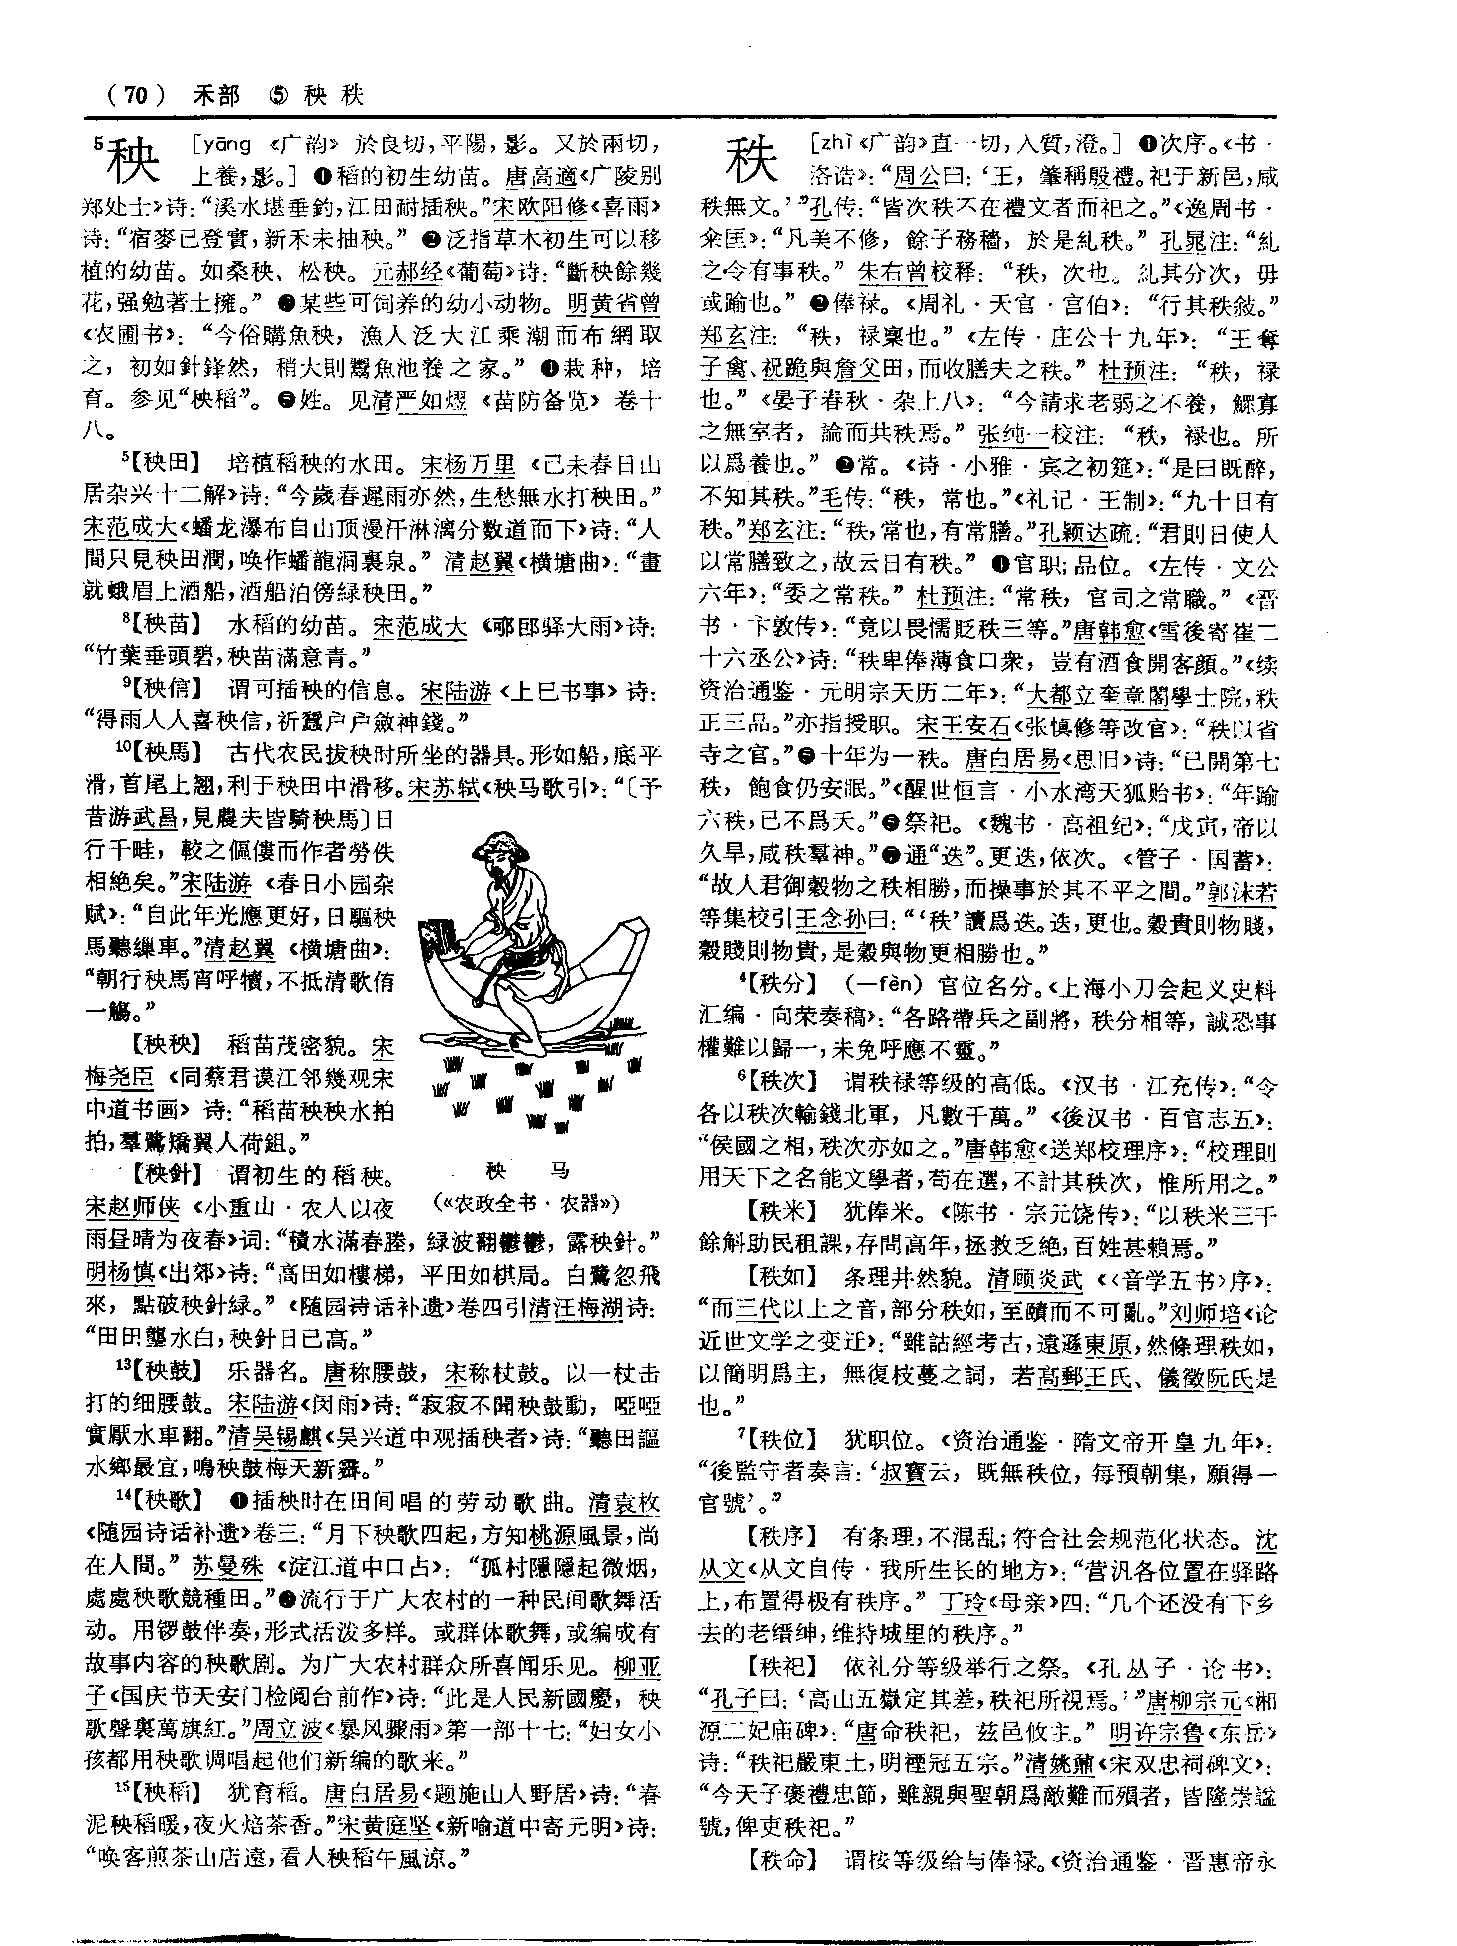 (70) 禾部 ⑤ 秧 秩
5秧 [yāng《广韵》於良切,平陽,影。又於兩切,
上養,影。] ❶稻的初生幼苗。唐高適《广陵别
郑处士》诗:“溪水堪垂釣,江田耐插秧。”宋欧阳修《喜雨》
诗:“宿麥已登實,新禾未抽秧。” ❷泛指草木初生可以移
植的幼苗。如桑秧、松秧。元郝经《葡萄》诗:“斷秧餘幾
花,强勉著土擁。” ❸某些可饲养的幼小动物。明黄省曾
《农圃书》:“今俗購魚秧,漁人泛大江乘潮而布網取
之,初如針鋒然,稍大則鬻魚池養之家。” ❹栽种,培
育。参见“秧稻”。❺姓。见清严如熤《苗防备览》卷十
八。
5【秧田】 培植稻秧的水田。宋杨万里《己未春日山
居杂兴十二解》诗:“今歲春遲雨亦然,生愁無水打秧田。”
宋范成大《蟠龙瀑布自山顶漫汗淋漓分数道而下》诗:“人
間只見秧田潤,唤作蟠龍洞裏泉。” 清赵翼《横塘曲》:“畫
就蛾眉上酒船,酒船泊傍緑秧田。”
8【秧苗】 水稻的幼苗。宋范成大《邯郸驿大雨》诗:
“竹葉垂頭碧,秧苗滿意青。”
9【秧信】 谓可插秧的信息。宋陆游《上巳书事》诗:
“得雨人人喜秧信,祈蠶户户斂神錢。”
10【秧馬】 古代农民拔秧时所坐的器具。形如船,底平
滑,首尾上翘,利于秧田中滑移。宋苏轼《秧马歌引》:“〔予
昔游武昌,見農夫皆騎秧馬〕日
行千畦,較之傴僂而作者勞佚
相絶矣。”宋陆游《春日小园杂
赋》:“自此年光應更好,日驅秧
馬聽繅車。”清赵翼《横塘曲》:
“朝行秧馬宵呼犢,不抵清歌侑
一觴。”
【秧秧】 稻苗茂密貌。宋
梅尧臣《同蔡君谟江邻幾观宋
中道书画》诗:“稻苗秧秧水拍
拍,羣鷺矯翼人荷鉏。”
【秧針】 谓初生的稻秧。
宋赵师侠《小重山·农人以夜
雨昼晴为夜春》词:“積水滿春塍,緑波翻鬱鬱,露秧針。”
明杨慎《出郊》诗:“高田如樓梯,平田如棋局。白鷺忽飛
來,點破秧針緑。”《随园诗话补遗》卷四引清汪梅湖诗:
“田田壟水白,秧針日已高。”
13【秧鼓】 乐器名。唐称腰鼓,宋称杖鼓。以一杖击
打的细腰鼓。宋陆游《闵雨》诗:“寂寂不聞秧鼓動,啞啞
實厭水車翻。”清吴锡麒《吴兴道中观插秧者》诗:“聽田謳
水鄉最宜,鳴秧鼓梅天新霽。”
14【秧歌】 ❶插秧时在田间唱的劳动歌曲。清袁枚
《随园诗话补遗》卷三:“月下秧歌四起,方知桃源風景,尚
在人間。” 苏曼殊《淀江道中口占》:“孤村隱隱起微烟,
處處秧歌競種田。”❷流行于广大农村的一种民间歌舞活
动。用锣鼓伴奏,形式活泼多样。或群体歌舞,或编成有
故事内容的秧歌剧。为广大农村群众所喜闻乐见。柳亚
子《国庆节天安门检阅台前作》诗:“此是人民新國慶,秧
歌聲裏萬旗紅。”周立波《暴风骤雨》第一部十七:“妇女小
孩都用秧歌调唱起他们新编的歌来。”
15【秧稻】 犹育稻。唐白居易《题施山人野居》诗:“春
泥秧稻暖,夜火焙茶香。”宋黄庭坚《新喻道中寄元明》诗:
“唤客煎茶山店遠,看人秧稻午風凉。”
秧 马
(《农政全书·农器》)
秩 [zhì《广韵》直一切,入質,澄。] ❶次序。《书·
洛诰》:“周公曰:‘王,肇稱殷禮。祀于新邑,咸
秩無文。’”孔传:“皆次秩不在禮文者而祀之。”《逸周书·
籴匡》:“凡美不修,餘子務穡,於是糺秩。”孔晁注:“糺
之令有事秩。”朱右曾校释:“秩,次也。糺其分次,毋
或踰也。” ❷俸禄。《周礼·天官·宫伯》:“行其秩敍。”
郑玄注:“秩,禄稟也。”《左传·庄公十九年》:“王奪
子禽、祝跪與詹父田,而收膳夫之秩。”杜预注:“秩,禄
也。”《晏子春秋·杂上八》:“今請求老弱之不養,鰥寡
之無室者,論而共秩焉。”张纯一校注:“秩,禄也。所
以爲養也。” ❸常。《诗·小雅·宾之初筵》:“是曰既醉,
不知其秩。”毛传:“秩,常也。”《礼记·王制》:“九十日有
秩。”郑玄注:“秩,常也,有常膳。”孔颖达疏:“君則日使人
以常膳致之,故云日有秩。” ❹官职;品位。《左传·文公
六年》:“委之常秩。”杜预注:“常秩,官司之常職。”《晋
书·卞敦传》:“竟以畏懦貶秩三等。”唐韩愈《雪後寄崔二
十六丞公》诗:“秩卑俸薄食口衆,豈有酒食開客顔。”《续
资治通鉴·元明宗天历二年》:“大都立奎章閣學士院,秩
正三品。”亦指授职。宋王安石《张慎修等改官》:“秩以省
寺之官。”❺十年为一秩。唐白居易《思旧》诗:“已開第七
秩,飽食仍安眠。”《醒世恒言·小水湾天狐贻书》:“年踰
六秩,已不爲夭。”❻祭祀。《魏书·高祖纪》:“戊寅,帝以
久旱,咸秩羣神。”❼通“迭”。更迭,依次。《管子·国蓄》:
“故人君御穀物之秩相勝,而操事於其不平之間。”郭沫若
等集校引王念孙曰:“‘秩’讀爲迭。迭,更也。穀貴則物賤,
穀賤則物貴,是穀與物更相勝也。”
4【秩分】 (—fèn) 官位名分。《上海小刀会起义史料
汇编·向荣奏稿》:“各路帶兵之副將,秩分相等,誠恐事
權難以歸一,未免呼應不靈。”
6【秩次】 谓秩禄等级的高低。《汉书·江充传》:“令
各以秩次輸錢北軍,凡數千萬。”《後汉书·百官志五》:
“侯國之相,秩次亦如之。”唐韩愈《送郑校理序》:“校理則
用天下之名能文學者,苟在選,不計其秩次,惟所用之。”
【秩米】 犹俸米。《陈书·宗元饶传》:“以秩米三千
餘斛助民租課,存問高年,拯救乏絶,百姓甚賴焉。”
【秩如】 条理井然貌。清顾炎武《〈音学五书〉序》:
“而三代以上之音,部分秩如,至賾而不可亂。”刘师培《论
近世文学之变迁》:“雖詁經考古,遠遜東原,然條理秩如,
以簡明爲主,無復枝蔓之詞,若高郵王氏、儀徵阮氏是
也。”
7【秩位】 犹职位。《资治通鉴·隋文帝开皇九年》:
“後監守者奏言:‘叔寶云,既無秩位,每預朝集,願得一
官號’。”
【秩序】 有条理,不混乱;符合社会规范化状态。沈
从文《从文自传·我所生长的地方》:“营汛各位置在驿路
上,布置得极有秩序。” 丁玲《母亲》四:“几个还没有下乡
去的老缙绅,维持城里的秩序。”
【秩祀】 依礼分等级举行之祭。《孔丛子·论书》:
“孔子曰:‘高山五嶽定其差,秩祀所視焉。’”唐柳宗元《湘
源二妃庙碑》:“唐命秩祀,兹邑攸主。” 明许宗鲁《东岳》
诗:“秩祀嚴東土,明禋冠五宗。”清姚鼐《宋双忠祠碑文》:
“今天子褒禮忠節,雖親與聖朝爲敵難而殞者,皆隆崇諡
號,俾吏秩祀。”
【秩命】 谓按等级给与俸禄。《资治通鉴·晋惠帝永